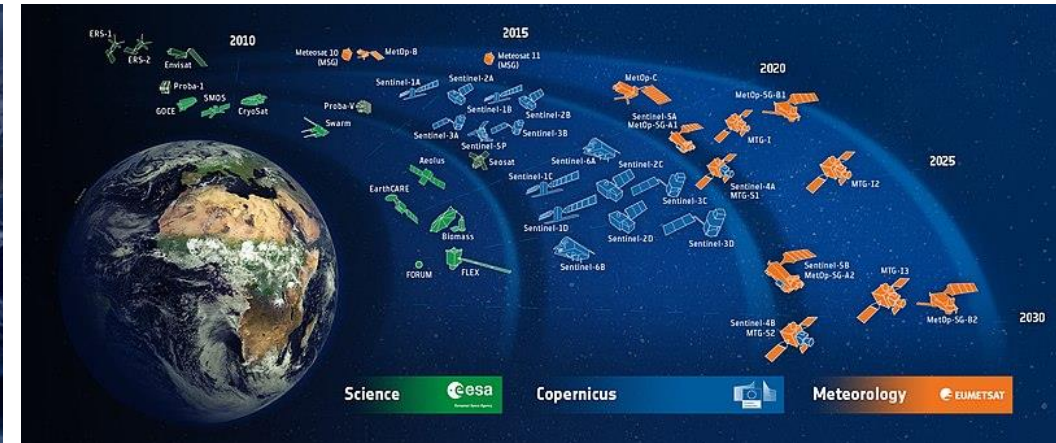 2010
2015
2020
2025
2030
ERS-1
ERS-2
Envisat
Proba-1
GOCE
SMOS
CryoSat
Meteosat 10
(MSG)
MetOp-B
Meteosat 11
(MSG)
Proba-V
Swarm
Sentinel-1A
Sentinel-2A
Sentinel-1B
Sentinel-2B
Sentinel-3A
Sentinel-5P
Sentinel-3B
Seosat
Aeolus
EarthCARE
Biomass
FORUM
FLEX
MetOp-C
Sentinel-5A
MetOp-SG-A1
MetOp-SG-B1
MTG-I
Sentinel-6A
Sentinel-2C
Sentinel-1C
Sentinel-3C
Sentinel-4A
MTG-S1
MTG-I2
Sentinel-1D
Sentinel-2D
Sentinel-3D
Sentinel-6B
Sentinel-5B
MetOp-SG-A2
MTG-I3
MetOp-SG-B2
Sentinel-4B
MTG-S2
Science
esa
European Space Agency
Copernicus
Meteorology
EUMETSAT